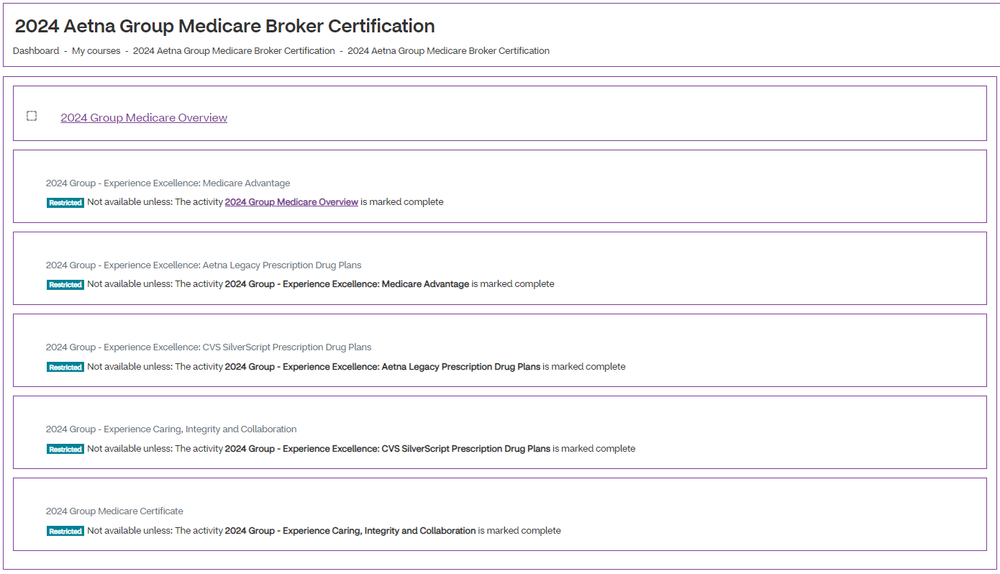 2024 Aetna Group Medicare Broker Certification
Dashboard - My courses - 2024 Aetna Group Medicare Broker Certification - 2024 Aetna Group Medicare Broker Certification
2024 Group Medicare Overview
2024 Group - Experience Excellence: Medicare Advantage
Restricted Not available unless: The activity 2024 Group Medicare Overview is marked complete
2024 Group - Experience Excellence: Aetna Legacy Prescription Drug Plans
Restricted Not available unless: The activity 2024 Group - Experience Excellence: Medicare Advantage is marked complete
2024 Group - Experience Excellence: CVS SilverScript Prescription Drug Plans
Restricted Not available unless: The activity 2024 Group - Experience Excellence: Aetna Legacy Prescription Drug Plans is marked complete
2024 Group - Experience Caring, Integrity and Collaboration
Restricted Not available unless: The activity 2024 Group - Experience Excellence: CVS SilverScript Prescription Drug Plans is marked complete
2024 Group Medicare Certificate
Restricted Not available unless: The activity 2024 Group - Experience Caring, Integrity and Collaboration is marked complete